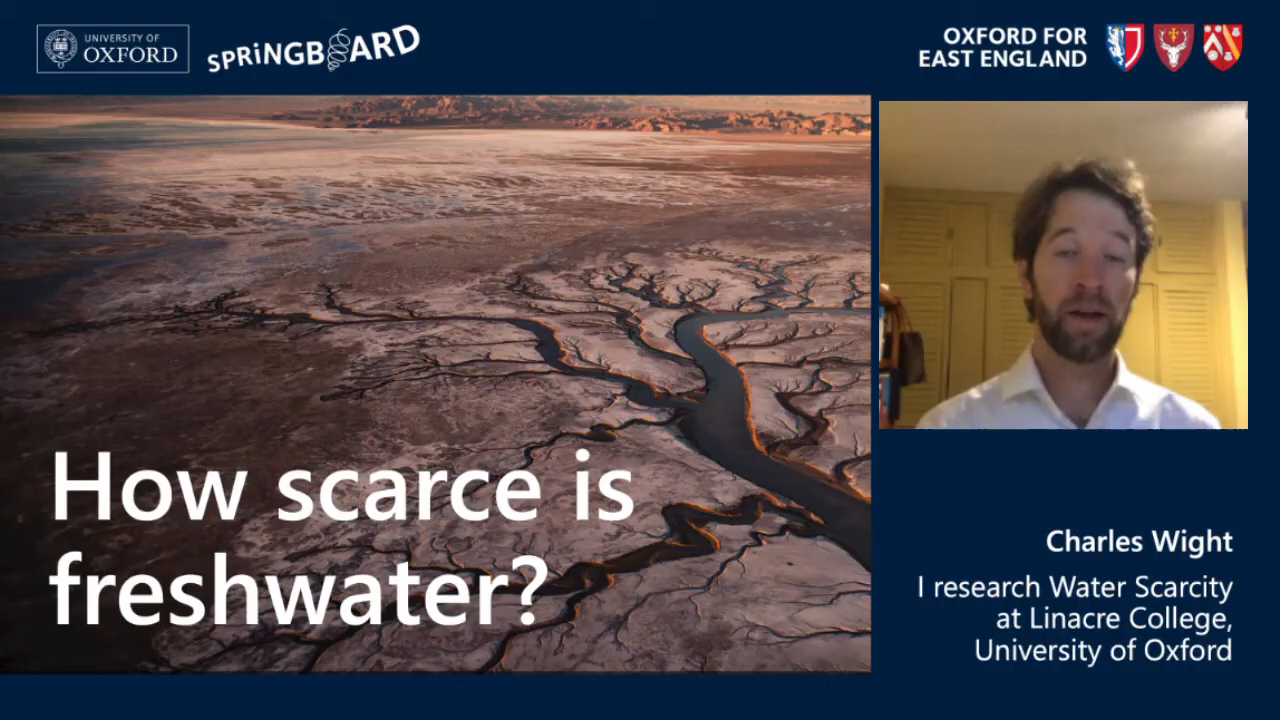 UNIVERSITY OF
OXFORD
SPRiNGBOARD
OXFORD FOR
EAST ENGLAND
How scarce is
freshwater?
Charles Wight
I research Water Scarcity
at Linacre College,
University of Oxford